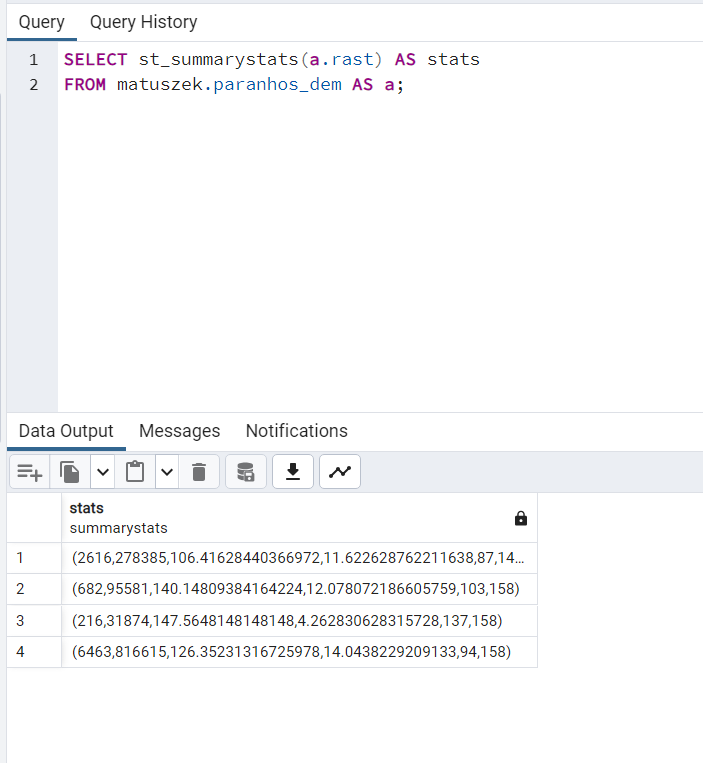 Query Query History
1 SELECT st_summarystats(a.rast) AS stats
2 FROM matuszek.paranhos_dem AS a;
Data Output Messages Notifications
stats
summarystats
1 (2616,278385,106.41628440366972,11.622628762211638,87,14...
2 (682,95581,140.14809384164224,12.078072186605759,103,158)
3 (216,31874,147.5648148148148,4.262830628315728,137,158)
4 (6463,816615,126.35231316725978,14.0438229209133,94,158)